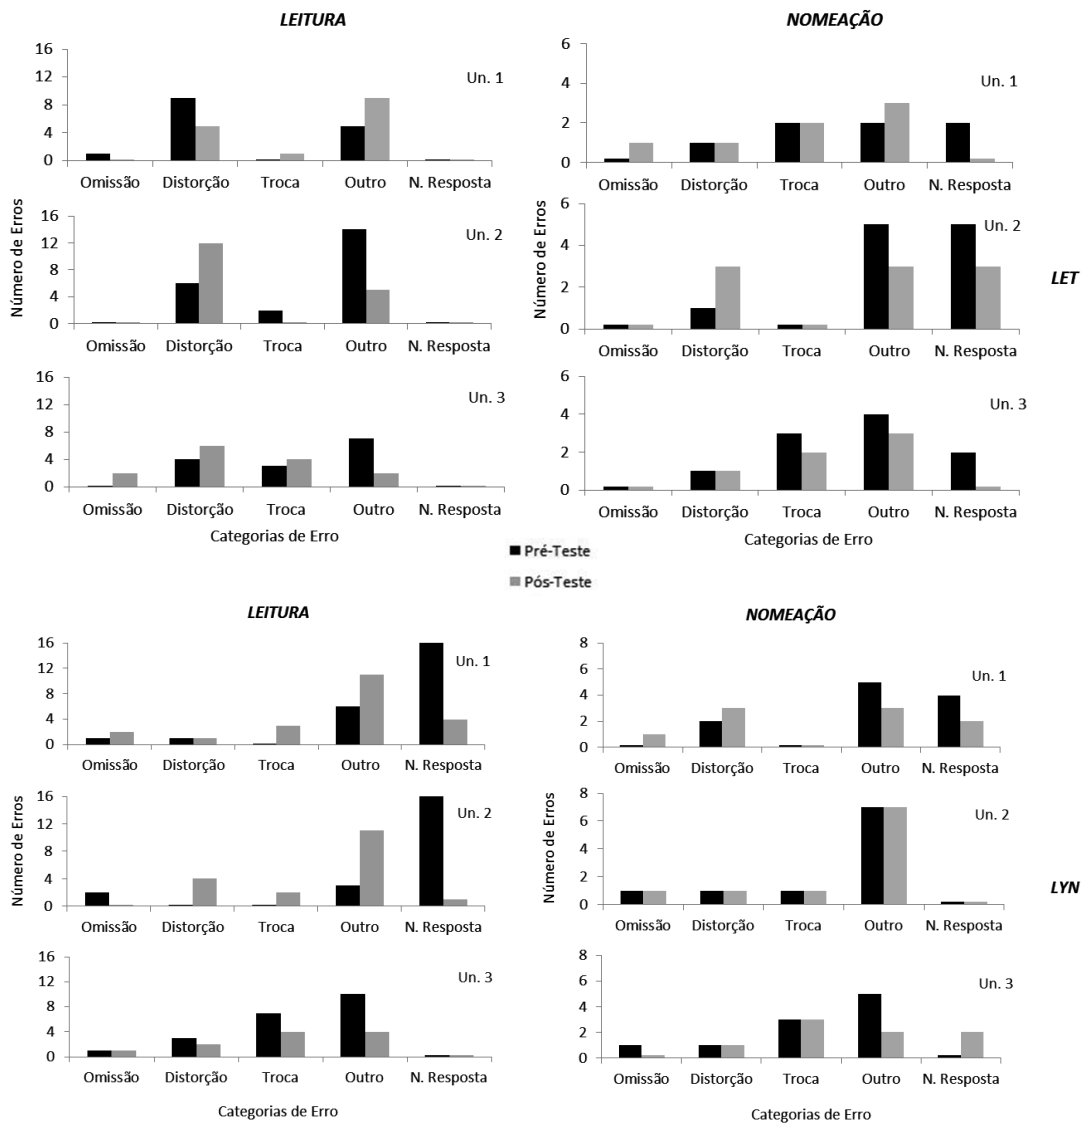 LEITURA
16
12
8
4
0
Un. 1
Omissão Distorção Troca Outro N. Resposta
NOMEAÇÃO
6
4
2
0
Un. 1
Omissão Distorção Troca Outro N. Resposta
Número de Erros
16
12
8
4
0
Un. 2
Omissão Distorção Troca Outro N. Resposta
Número de Erros
6
4
2
0
Un. 2
Omissão Distorção Troca Outro N. Resposta
LET
16
12
8
4
0
Un. 3
Omissão Distorção Troca Outro N. Resposta
Categorias de Erro
6
4
2
0
Un. 3
Omissão Distorção Troca Outro N. Resposta
Categorias de Erro
Pré-Teste
Pós-Teste
LEITURA
16
12
8
4
0
Un. 1
Omissão Distorção Troca Outro N. Resposta
NOMEAÇÃO
8
6
4
2
0
Un. 1
Omissão Distorção Troca Outro N. Resposta
Número de Erros
16
12
8
4
0
Un. 2
Omissão Distorção Troca Outro N. Resposta
Número de Erros
8
6
4
2
0
Un. 2
Omissão Distorção Troca Outro N. Resposta
LYN
16
12
8
4
0
Un. 3
Omissão Distorção Troca Outro N. Resposta
Categorias de Erro
8
6
4
2
0
Un. 3
Omissão Distorção Troca Outro N. Resposta
Categorias de Erro